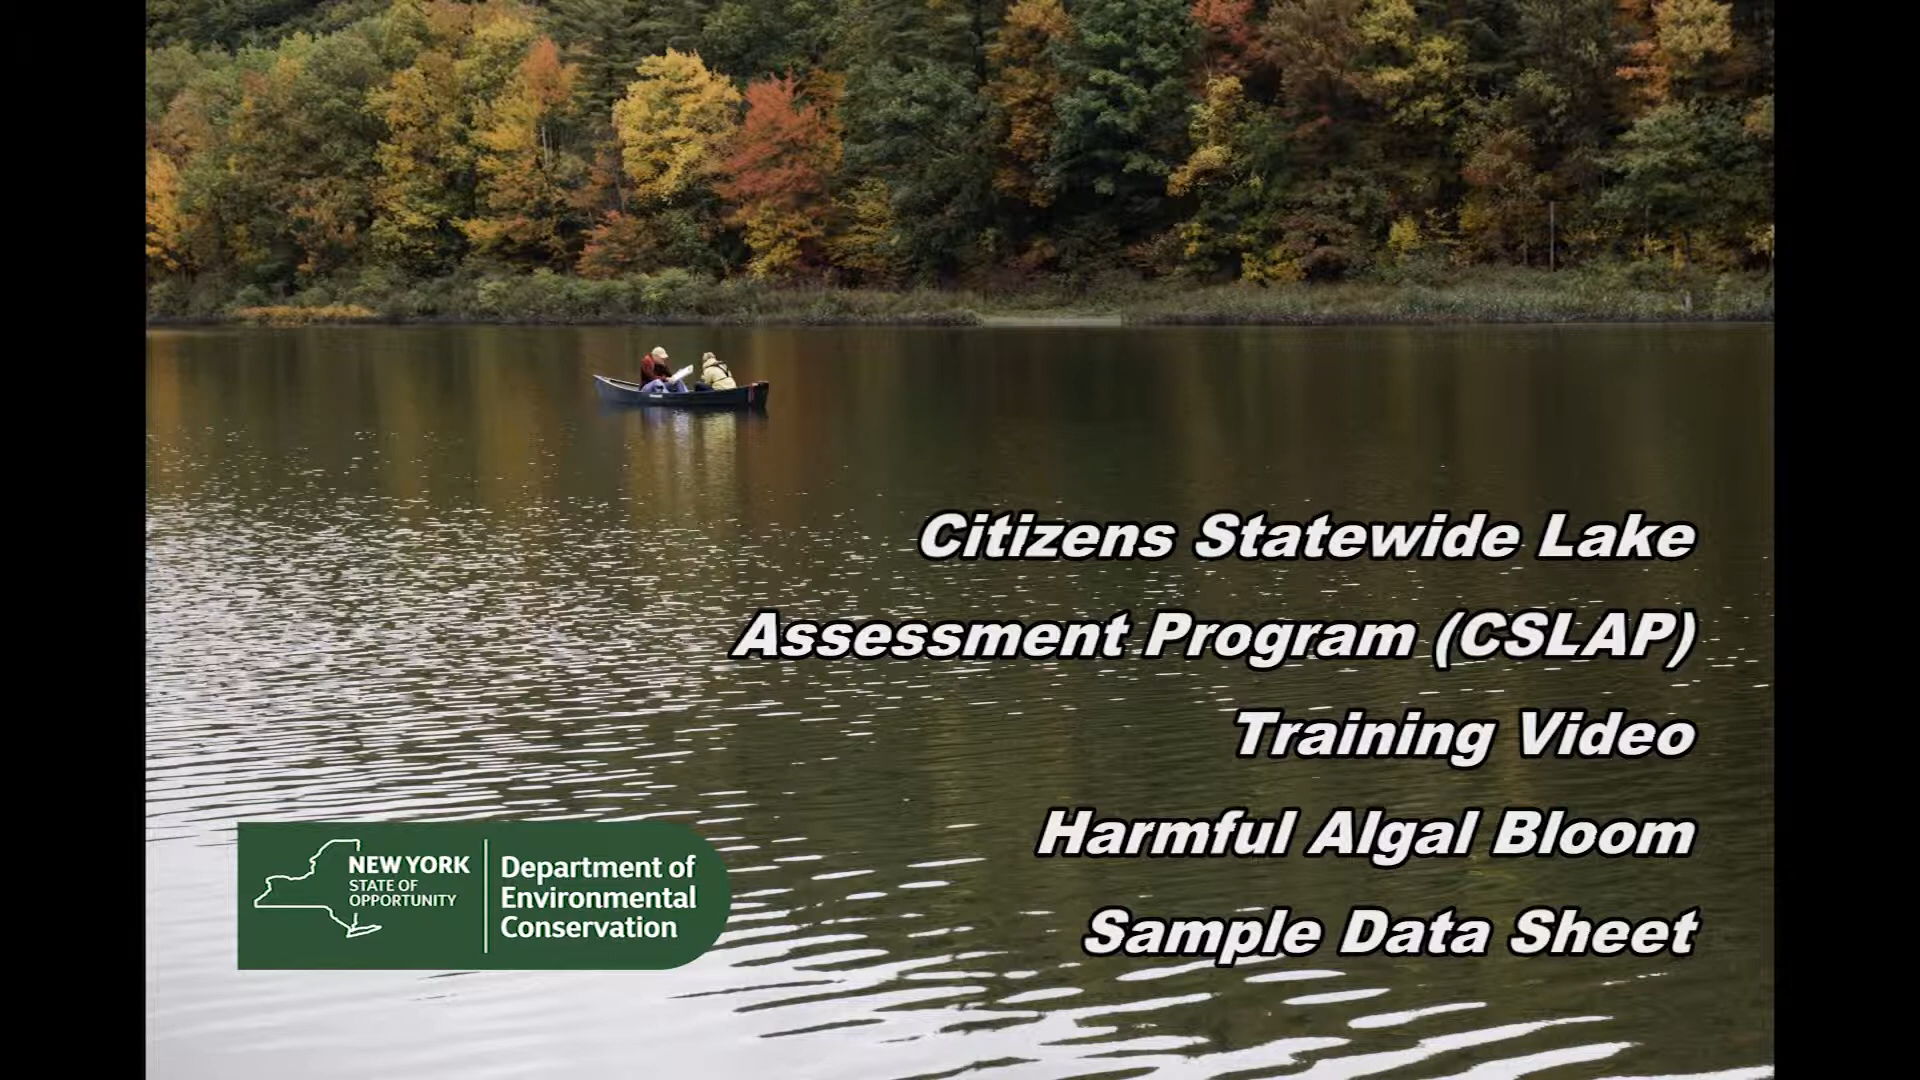 Citizens Statewide Lake
Assessment Program (CSLAP)
Training Video
Harmful Algal Bloom
Sample Data Sheet
NEW YORK
STATE OF
OPPORTUNITY
Department of
Environmental
Conservation